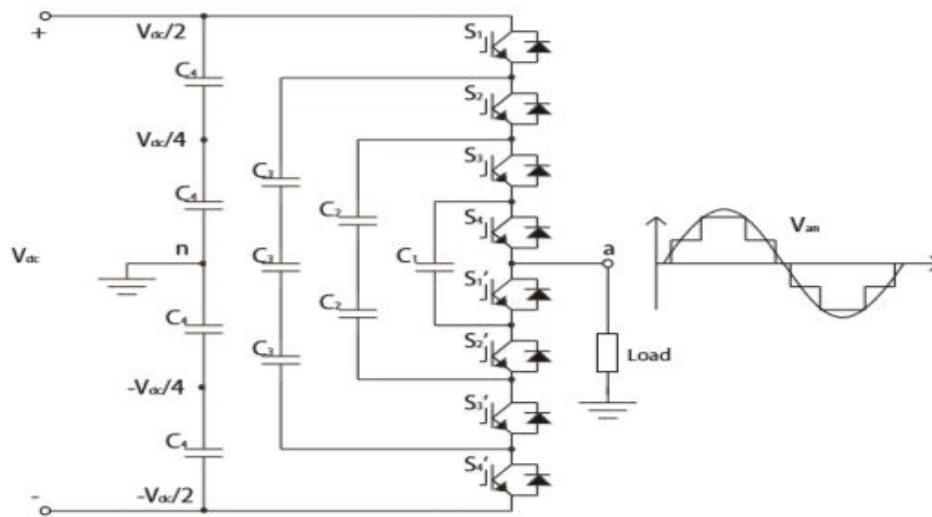 +
Vdc/2
S1
C4
S2
Vdc/4
S3
C3
C4
C2
S4
Van
Vdc
n
C3
C1
a
S1'
C4
C2
C3
S2'
Load
-Vdc/4
S3'
C4
S4'
-
-Vdc/2